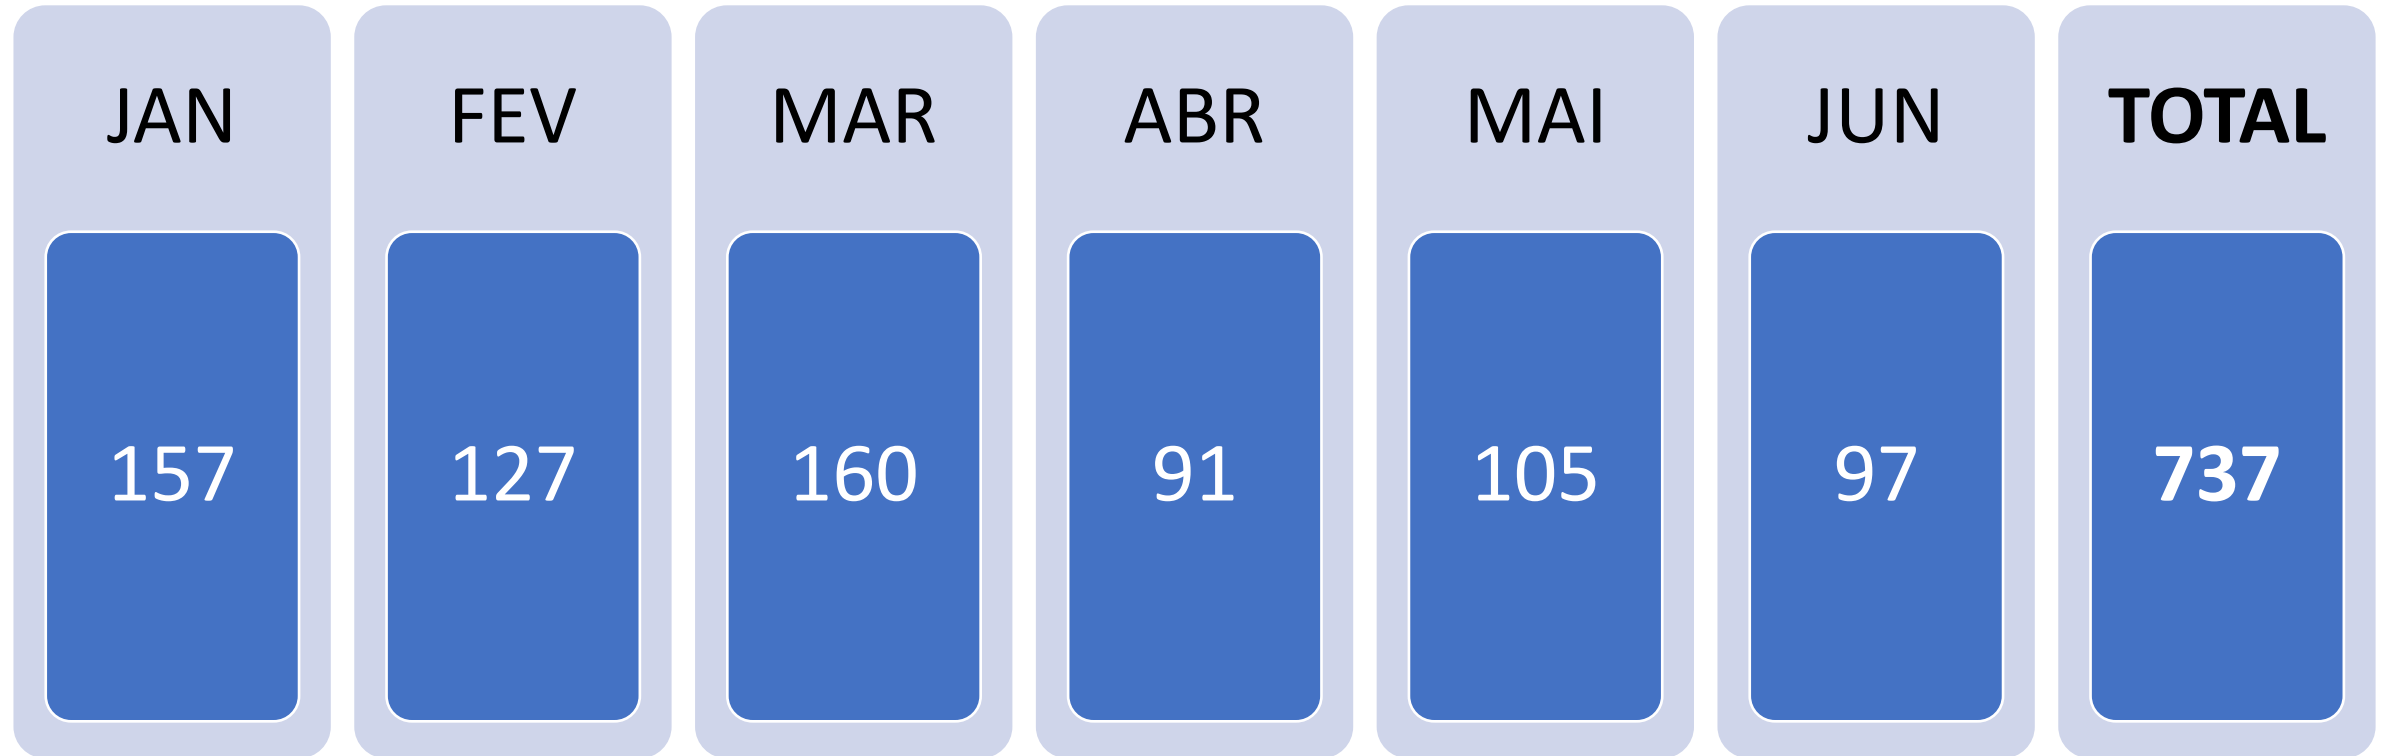 JAN FEV MAR ABR MAI JUN TOTAL
157 127 160 91 105 97 737